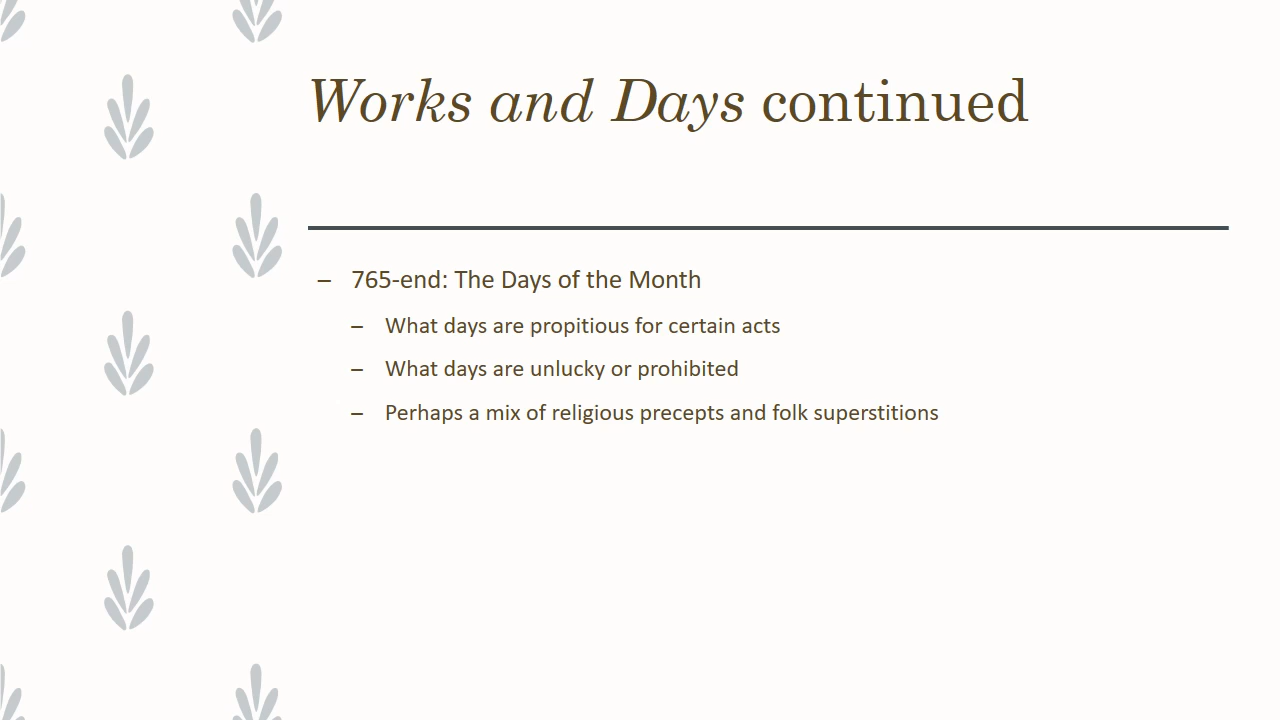 Works and Days continued
– 765-end: The Days of the Month
– What days are propitious for certain acts
– What days are unlucky or prohibited
– Perhaps a mix of religious precepts and folk superstitions